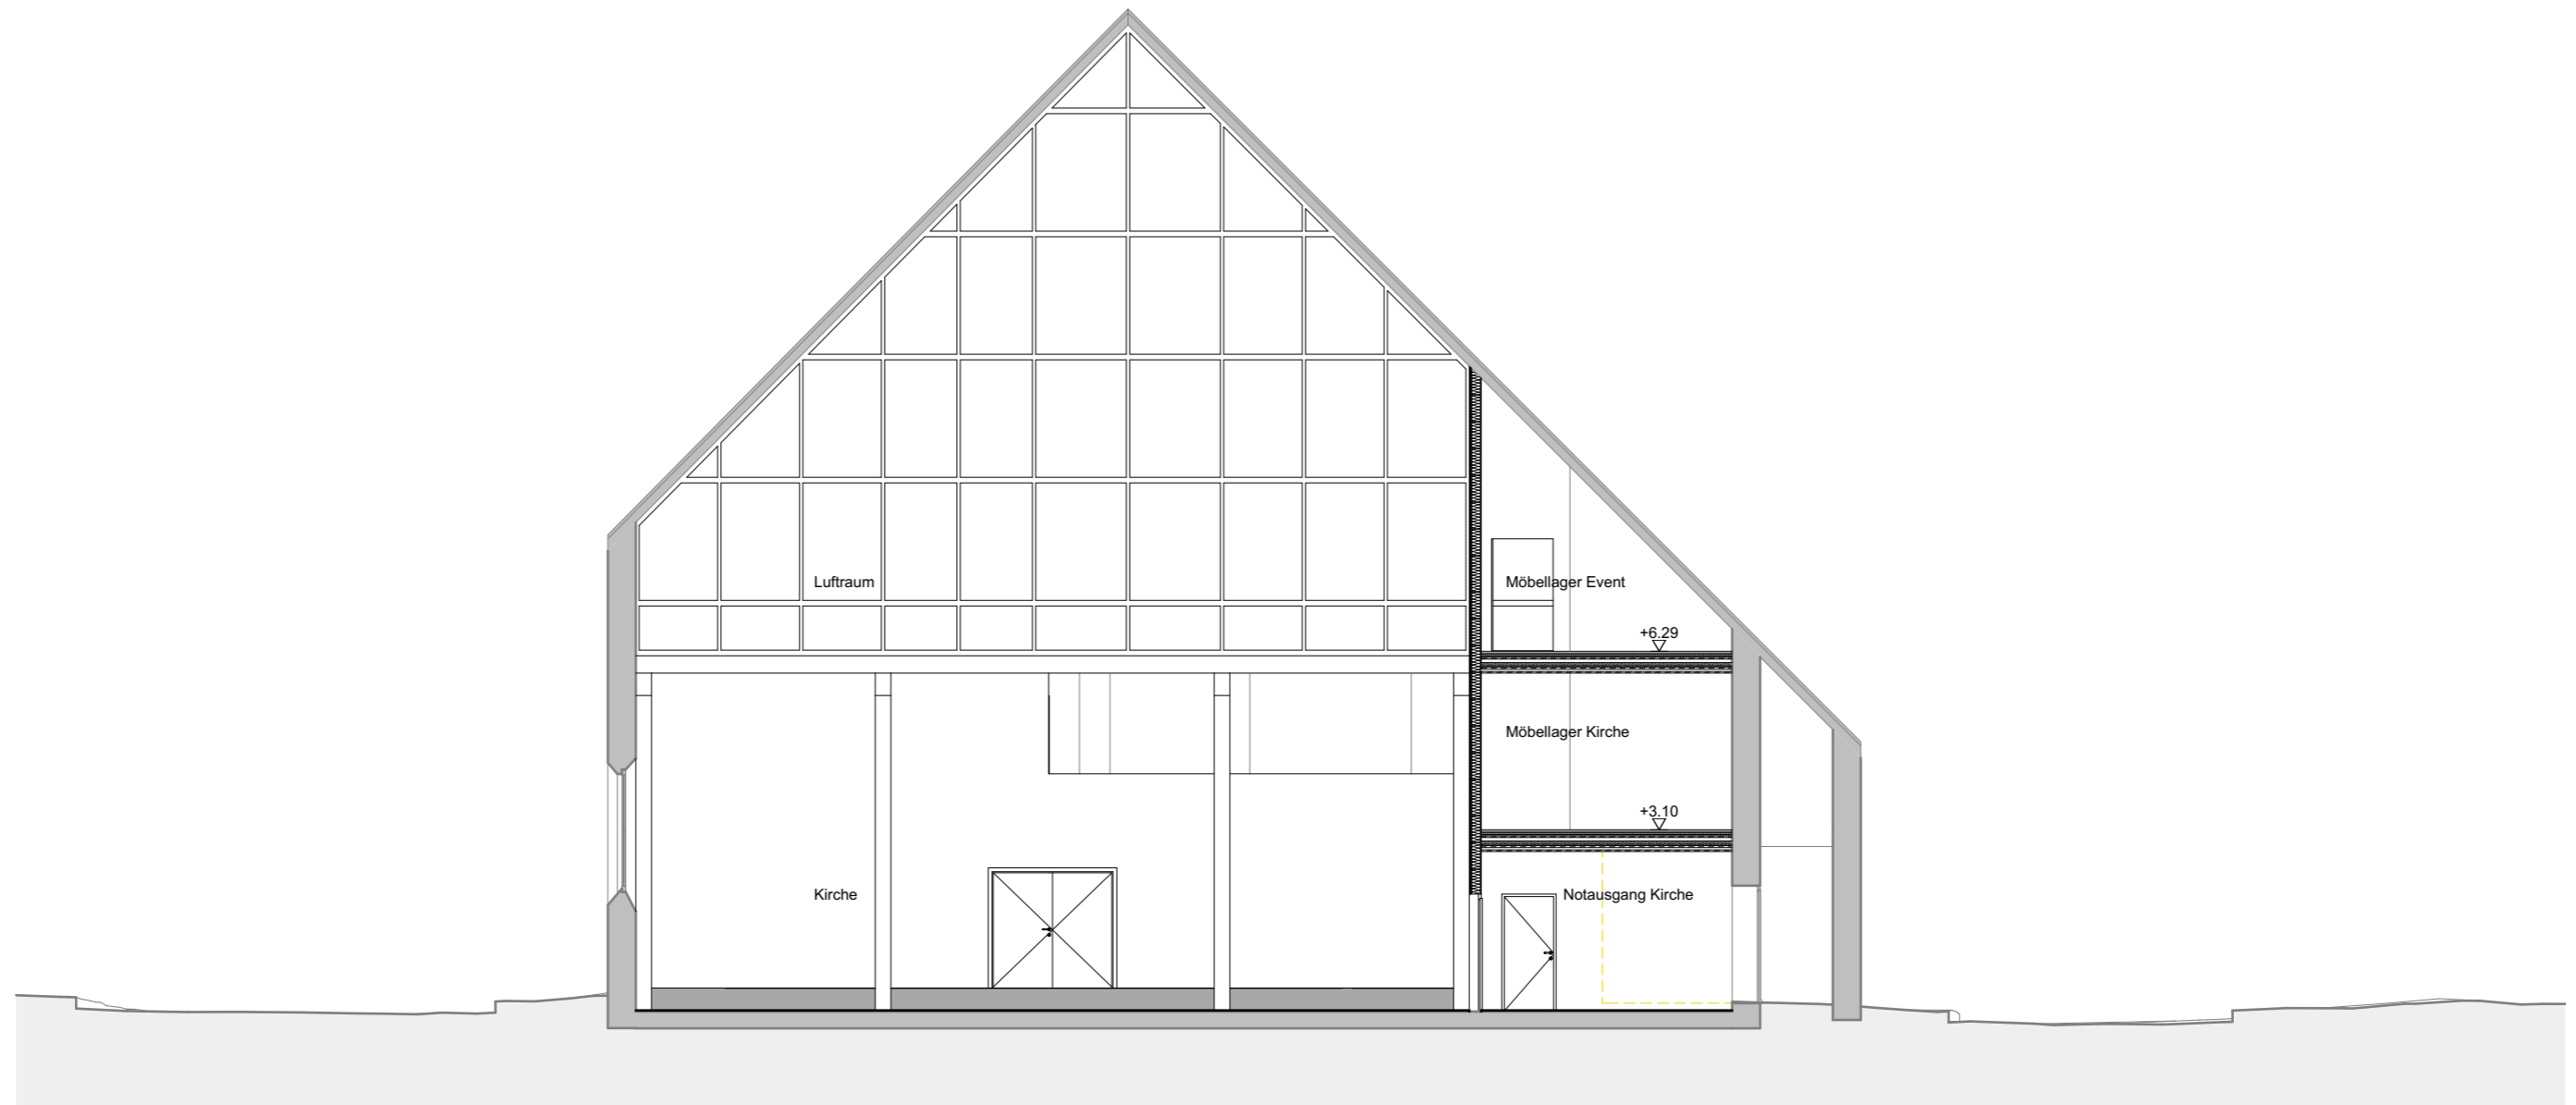 Luftraum
Möbellager Event
+6.29
Möbellager Kirche
+3.10
Kirche
Notausgang Kirche